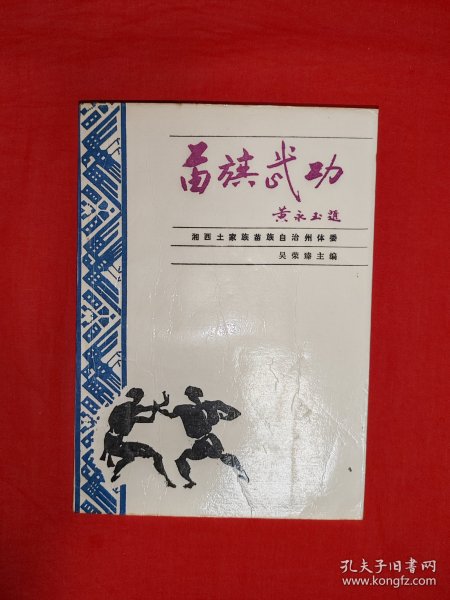 苗族武功
黄永玉题
湘西土家族苗族自治州体委
吴荣臻主编
孔夫子旧书网
www.kongfz.com